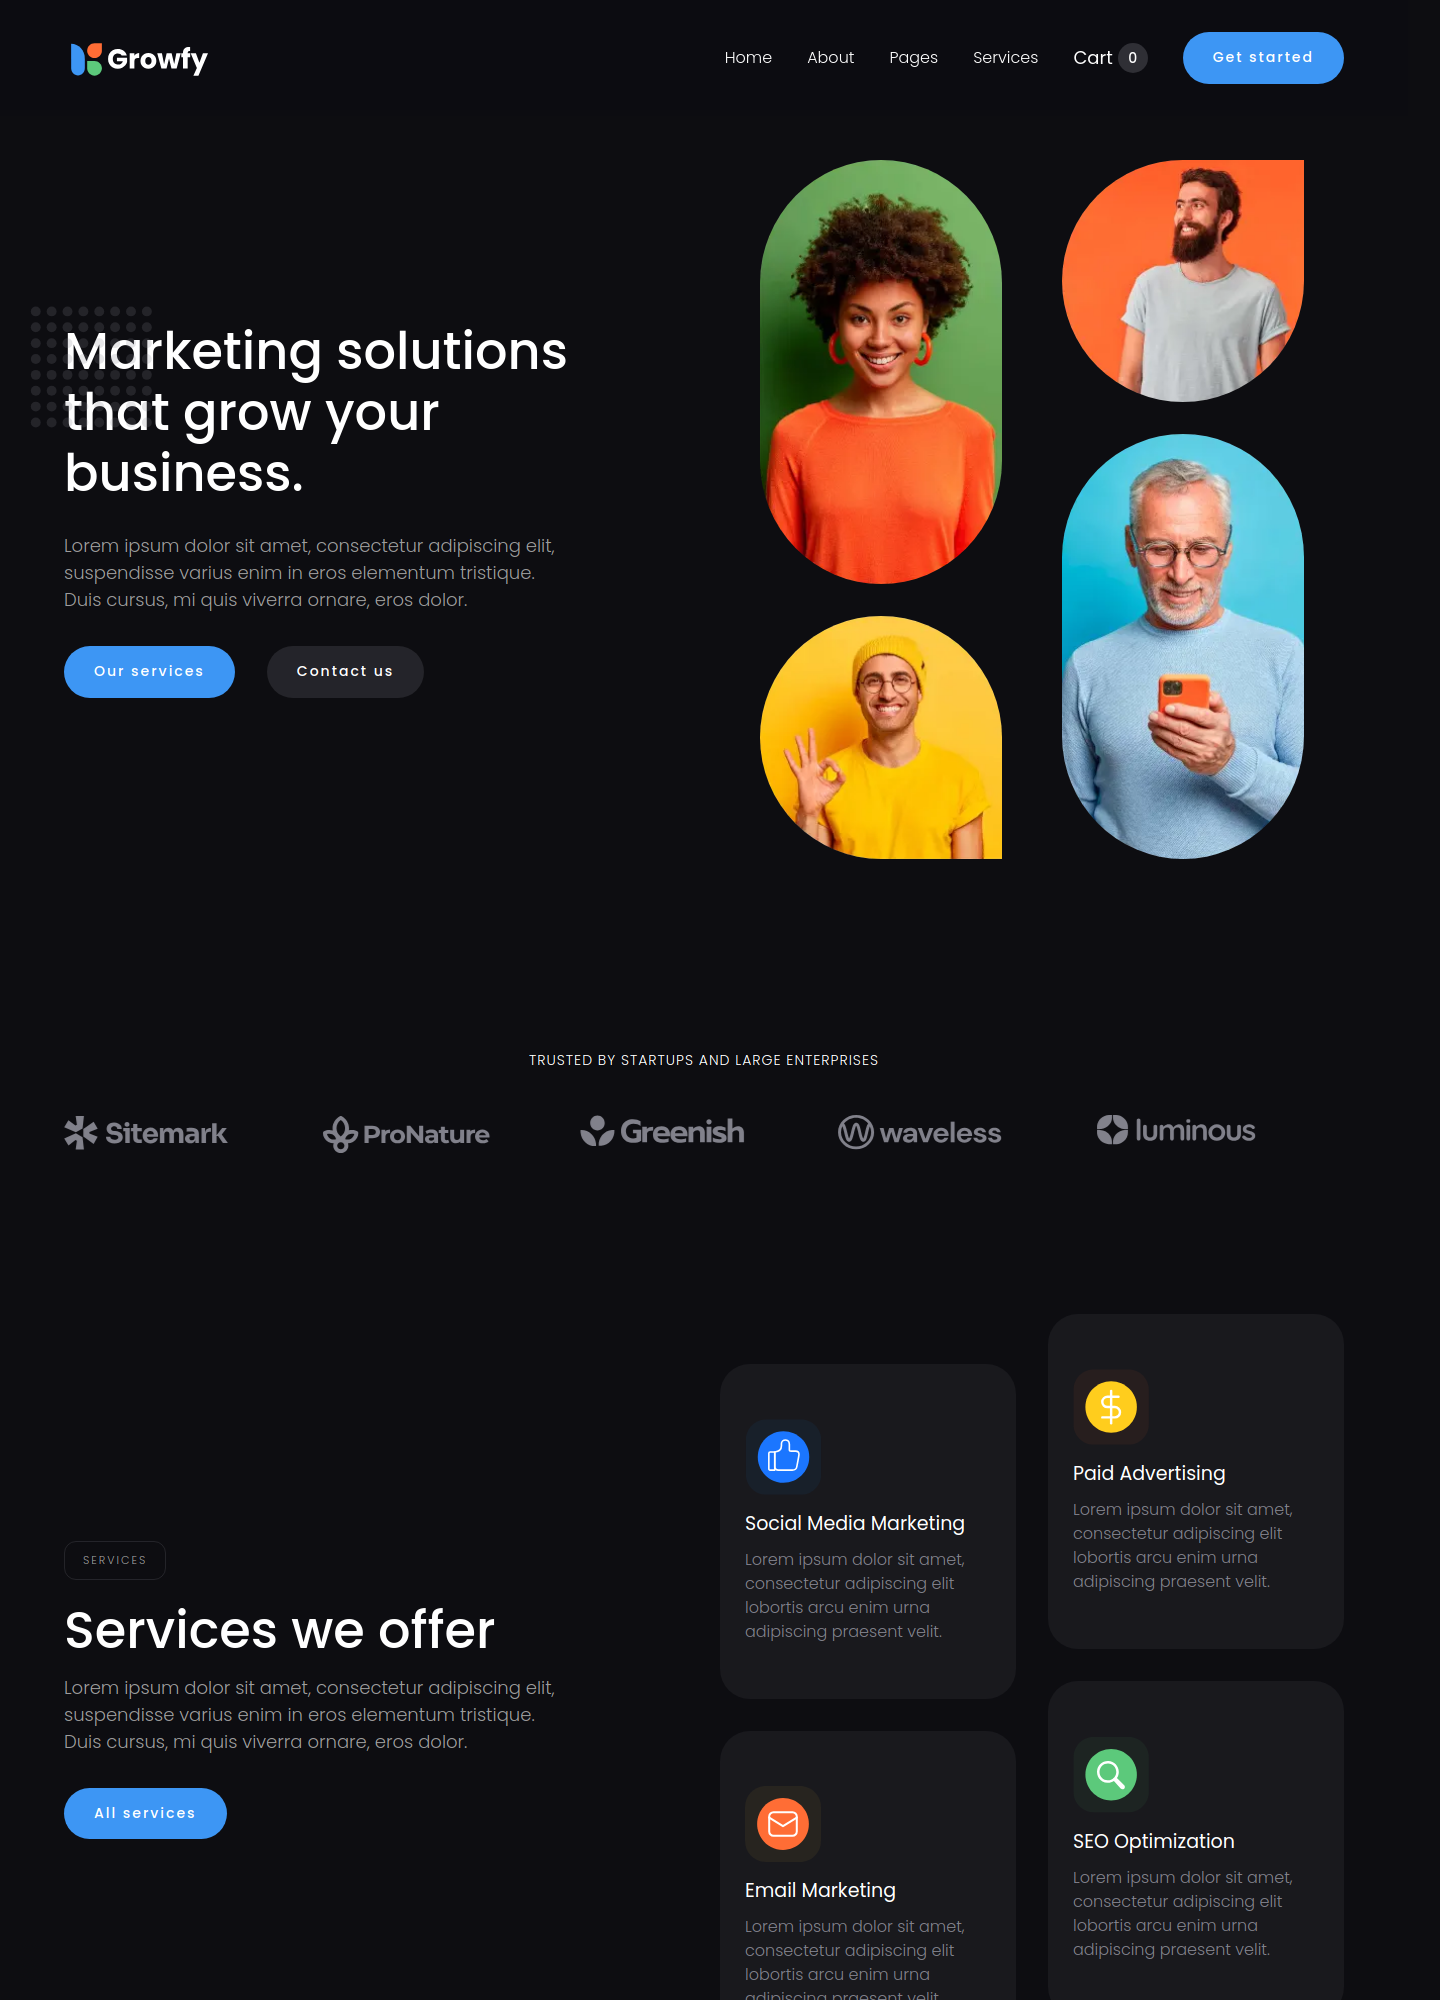 Growfy
Home
About
Pages
Services
Cart 0
Get started
Marketing solutions
that grow your
business.
Lorem ipsum dolor sit amet, consectetur adipiscing elit,
suspendisse varius enim in eros elementum tristique.
Duis cursus, mi quis viverra ornare, eros dolor.
Our services
Contact us
TRUSTED BY STARTUPS AND LARGE ENTERPRISES
Sitemark
ProNature
Greenish
waveless
luminous
SERVICES
Services we offer
Lorem ipsum dolor sit amet, consectetur adipiscing elit,
suspendisse varius enim in eros elementum tristique.
Duis cursus, mi quis viverra ornare, eros dolor.
All services
Social Media Marketing
Lorem ipsum dolor sit amet,
consectetur adipiscing elit
lobortis arcu enim urna
adipiscing praesent velit.
Paid Advertising
Lorem ipsum dolor sit amet,
consectetur adipiscing elit
lobortis arcu enim urna
adipiscing praesent velit.
Email Marketing
Lorem ipsum dolor sit amet,
consectetur adipiscing elit
lobortis arcu enim urna
adipiscing praesent velit.
SEO Optimization
Lorem ipsum dolor sit amet,
consectetur adipiscing elit
lobortis arcu enim urna
adipiscing praesent velit.